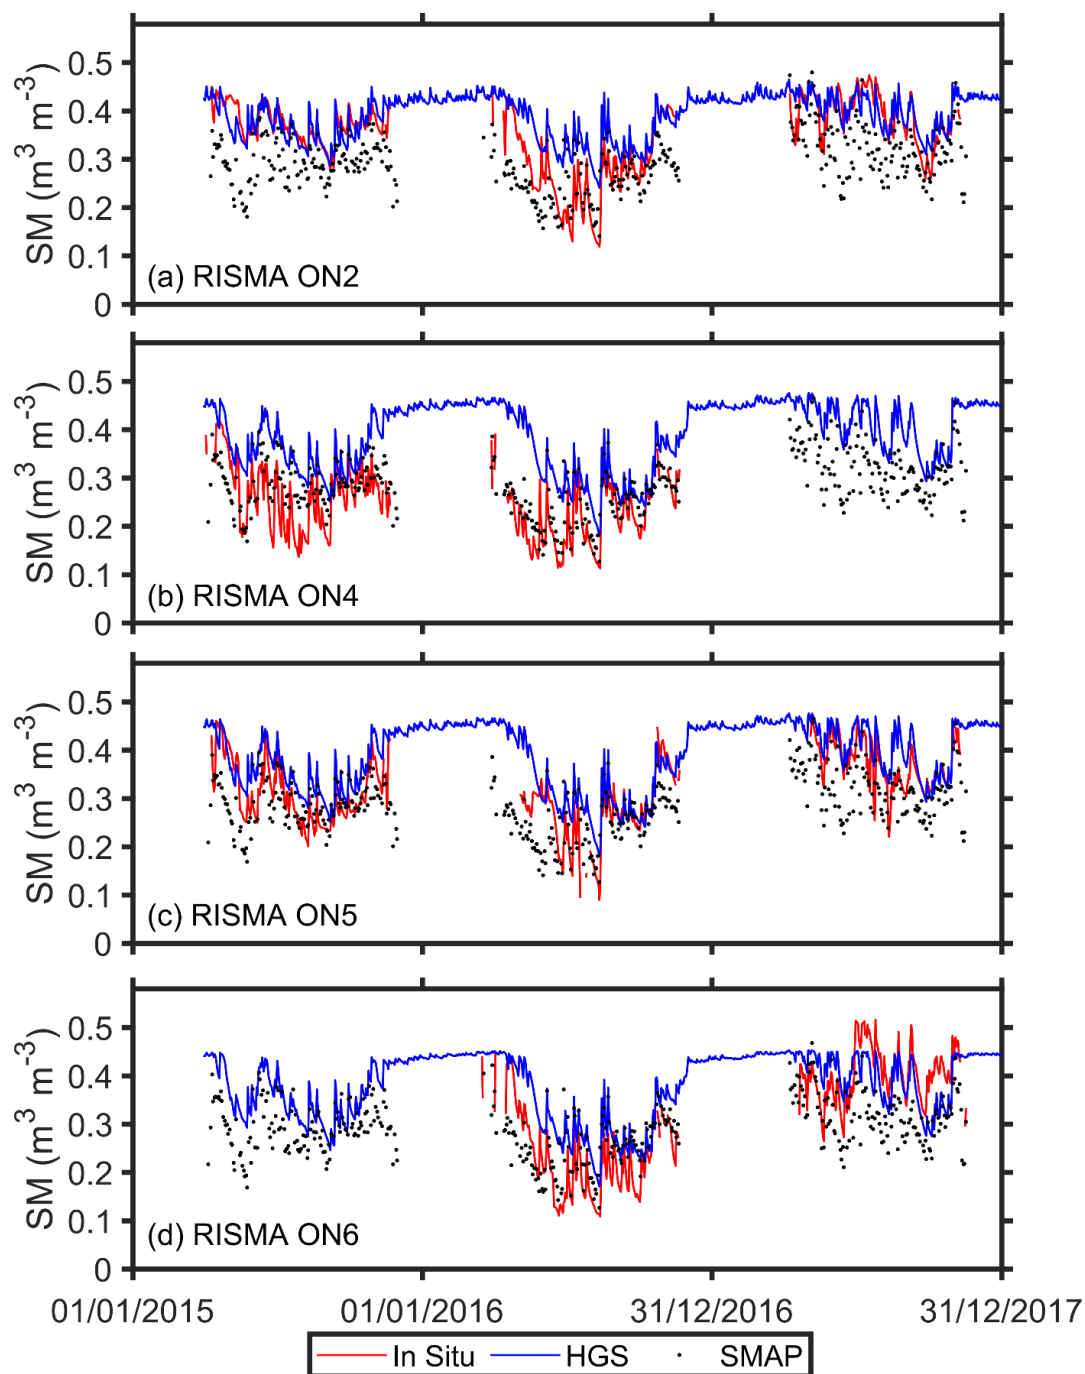 0.5
0.4
0.3
0.2
0.1
0
SM (m³ m⁻³)
(a) RISMA ON2
0.5
0.4
0.3
0.2
0.1
0
SM (m³ m⁻³)
(b) RISMA ON4
0.5
0.4
0.3
0.2
0.1
0
SM (m³ m⁻³)
(c) RISMA ON5
0.5
0.4
0.3
0.2
0.1
0
SM (m³ m⁻³)
(d) RISMA ON6
01/01/2015 01/01/2016 31/12/2016 31/12/2017
In Situ HGS SMAP